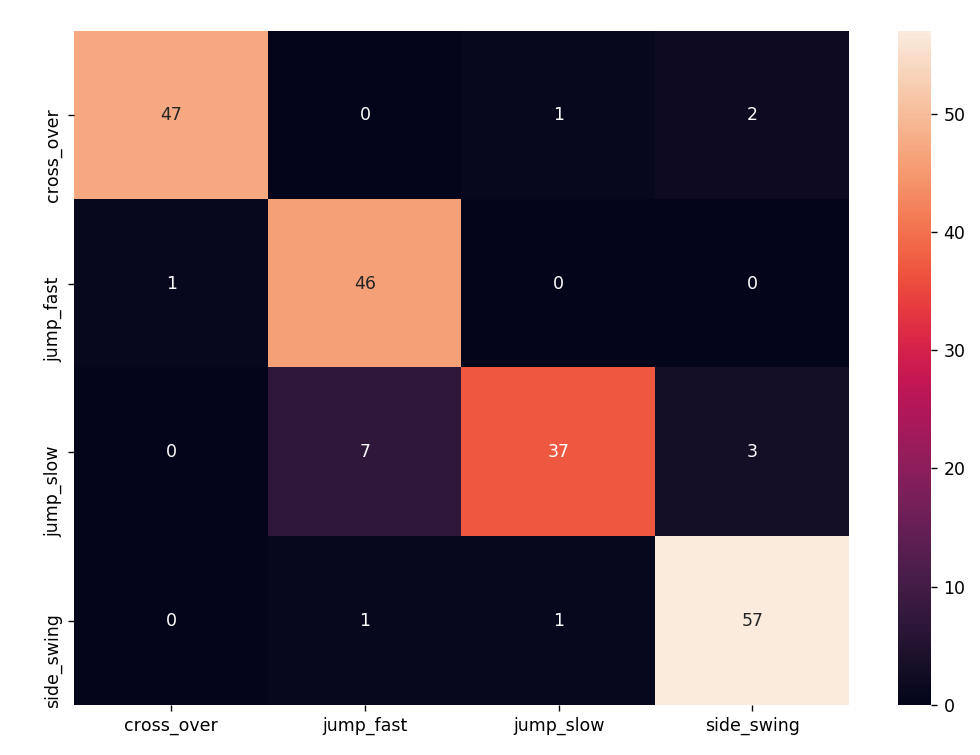 cross_over 47 0 1 2
jump_fast 1 46 0 0
jump_slow 0 7 37 3
side_swing 0 1 1 57
cross_over jump_fast jump_slow side_swing
50
40
30
20
10
0